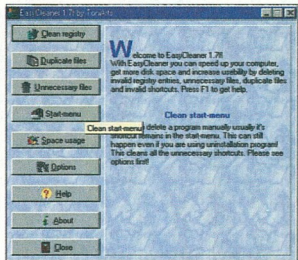 EasyCleaner 1.7f by ToniArts
Clean registry
Duplicate files
Unnecessary files
Start-menu
Space usage
Options
Help
About
Close
Welcome to EasyCleaner 1.7f!
With EasyCleaner you can speed up your computer,
get more disk space and increase usebility by deleting
invalid registry entries, unnecessary files, duplicate files
and invalid shortcuts. Press F1 to get help.
Clean start-menu
Clean start-menu
delete a program manually usually it's
shortcut remains in the start-menu. This can still
happen even if you are using uninstallation program!
This cleans all the unnecessary shortcuts. Please see
options first!